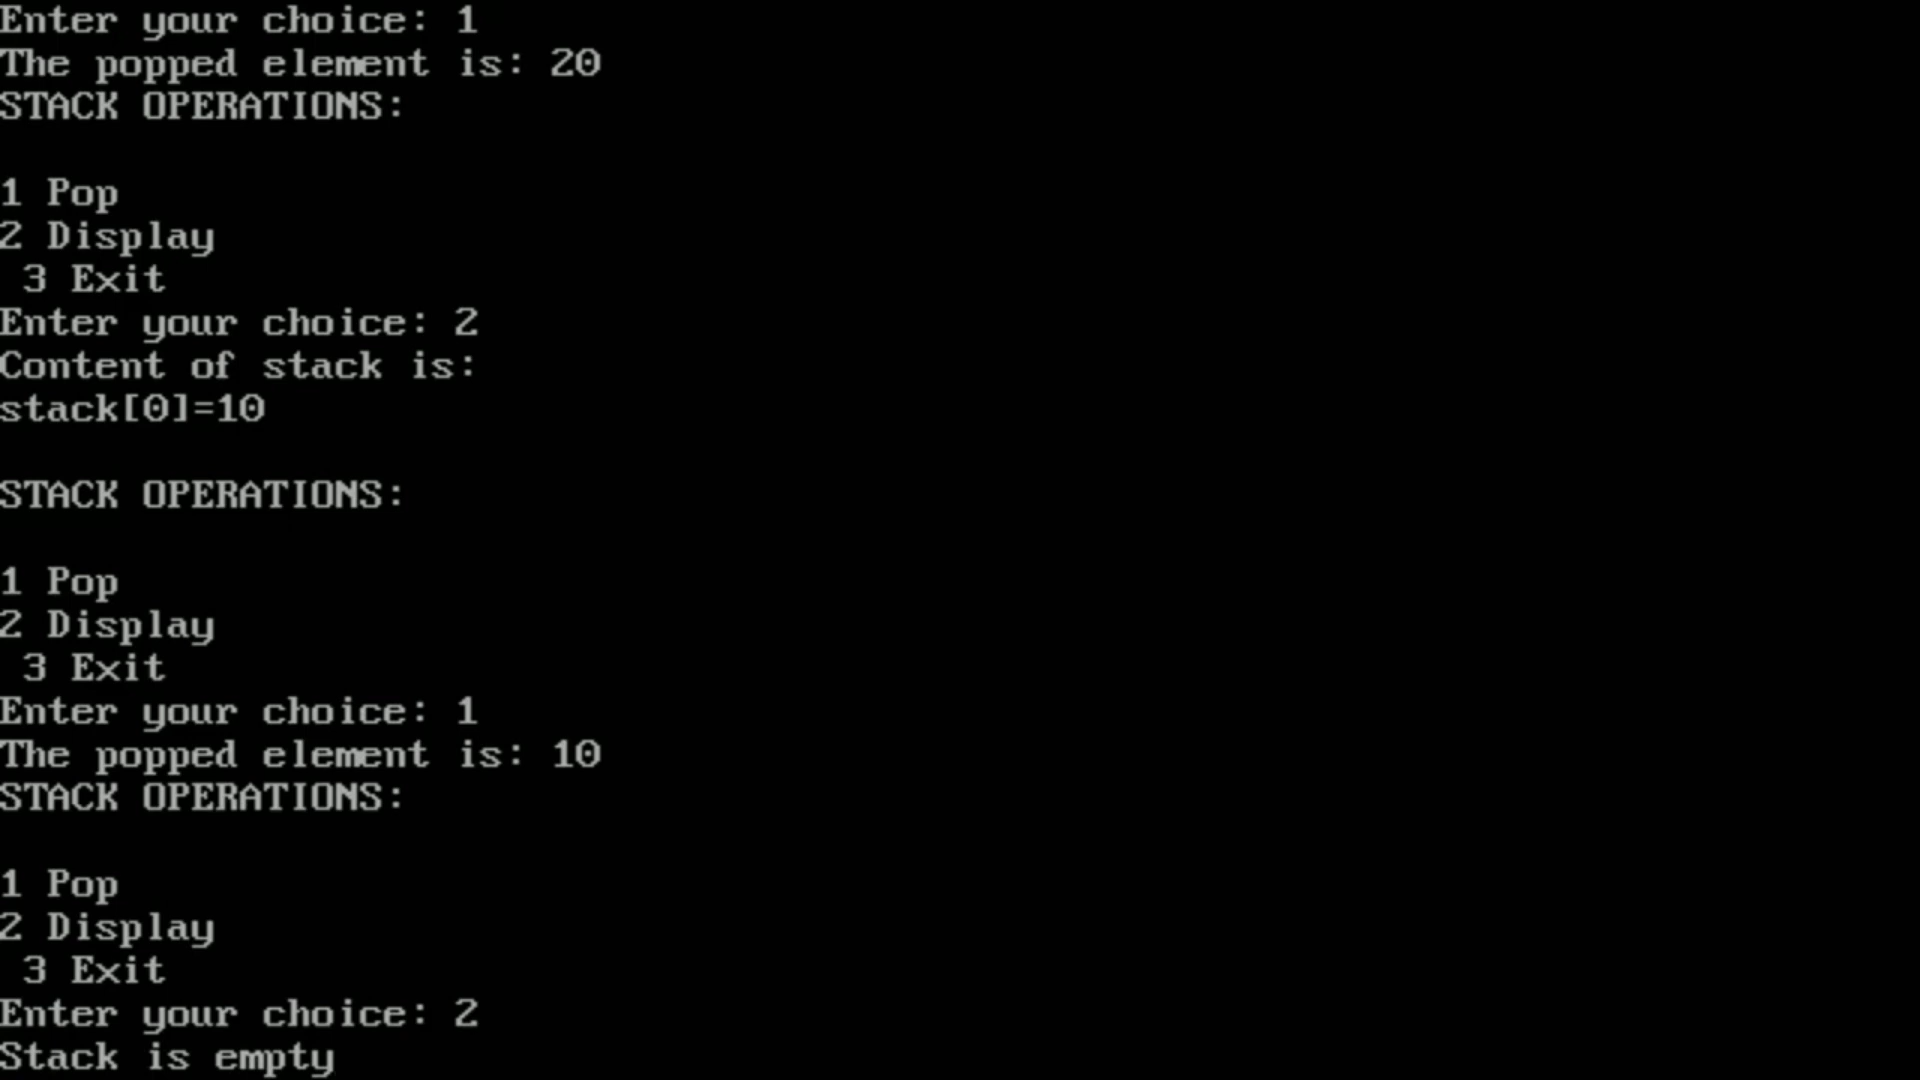 Enter your choice: 1
The popped element is: 20
STACK OPERATIONS:
1 Pop
2 Display
3 Exit
Enter your choice: 2
Content of stack is:
stack[0]=10
STACK OPERATIONS:
1 Pop
2 Display
3 Exit
Enter your choice: 1
The popped element is: 10
STACK OPERATIONS:
1 Pop
2 Display
3 Exit
Enter your choice: 2
Stack is empty